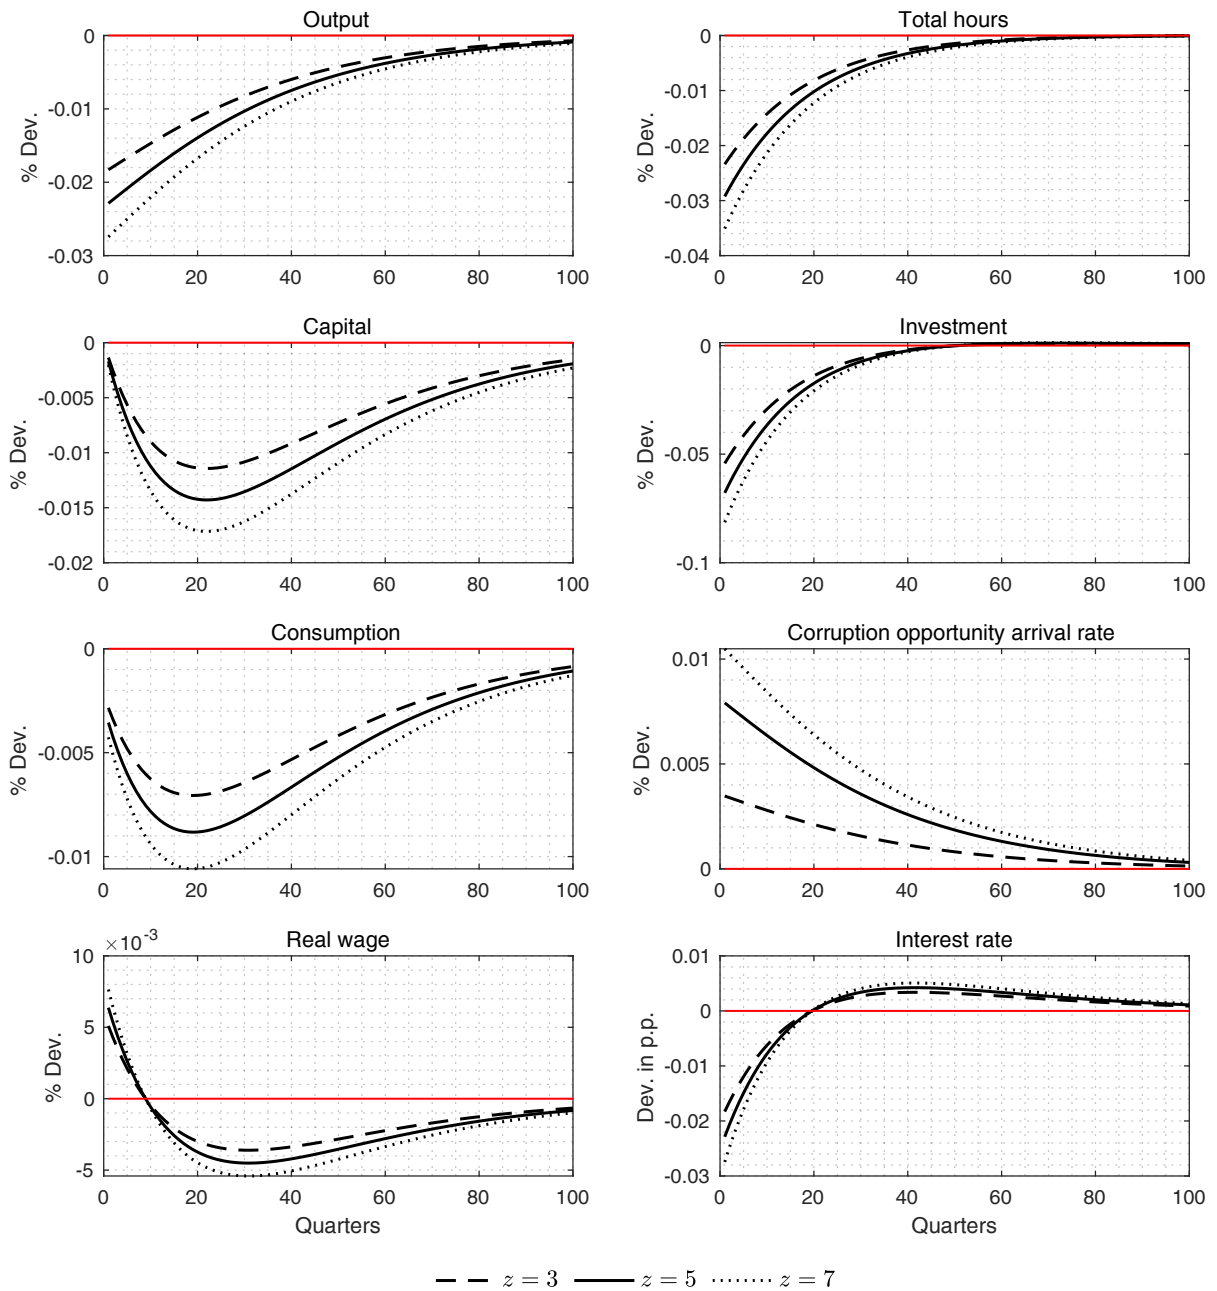 Output
Total hours
0
-0.01
-0.02
-0.03
% Dev.
0 20 40 60 80 100
0
-0.01
-0.02
-0.03
-0.04
% Dev.
0 20 40 60 80 100
Capital
Investment
0
-0.005
-0.01
-0.015
-0.02
% Dev.
0 20 40 60 80 100
0
-0.05
-0.1
% Dev.
0 20 40 60 80 100
Consumption
Corruption opportunity arrival rate
0
-0.005
-0.01
% Dev.
0 20 40 60 80 100
0.01
0.005
0
% Dev.
0 20 40 60 80 100
Real wage
Interest rate
×10^-3
10
5
0
-5
% Dev.
0 20 40 60 80 100
Quarters
0.01
0
-0.01
-0.02
-0.03
Dev. in p.p.
0 20 40 60 80 100
Quarters
z = 3 z = 5 z = 7